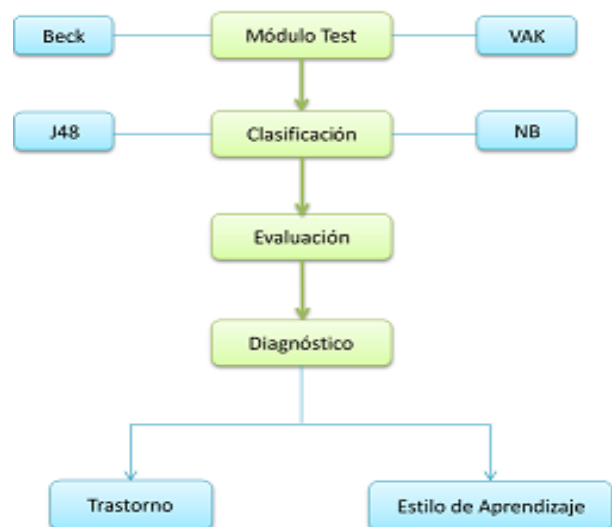 Beck
Módulo Test
VAK
J48
Clasificación
NB
Evaluación
Diagnóstico
Trastorno
Estilo de Aprendizaje